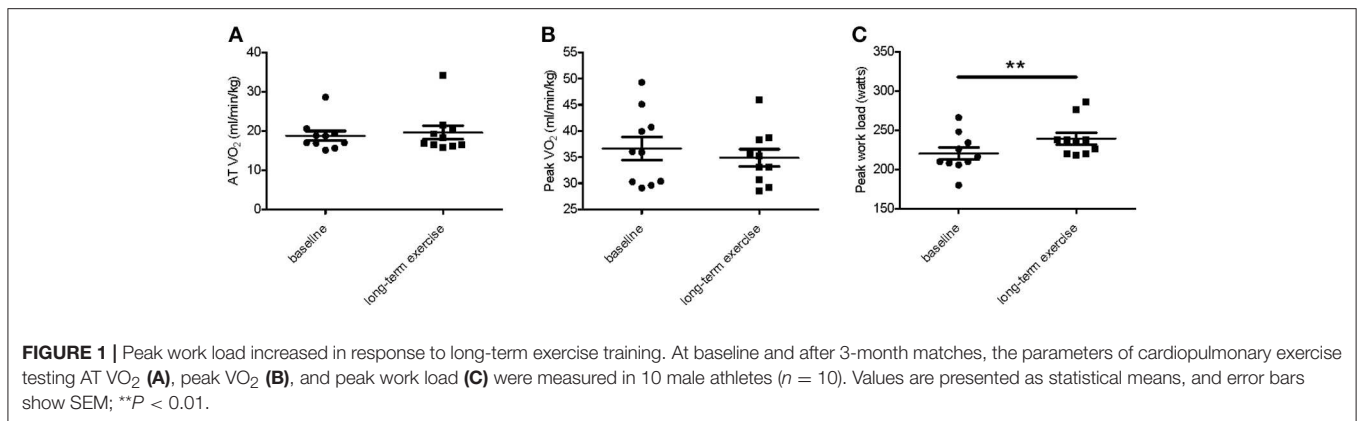 A
B
C
40
30
20
10
0
AT VO₂ (ml/min/kg)
baseline
long-term exercise
55
50
45
40
35
30
25
Peak VO₂ (ml/min/kg)
baseline
long-term exercise
300
250
200
150
Peak work load (watts)
**
baseline
long-term exercise
FIGURE 1 | Peak work load increased in response to long-term exercise training. At baseline and after 3-month matches, the parameters of cardiopulmonary exercise
testing AT VO₂ (A), peak VO₂ (B), and peak work load (C) were measured in 10 male athletes (n = 10). Values are presented as statistical means, and error bars
show SEM; **P < 0.01.